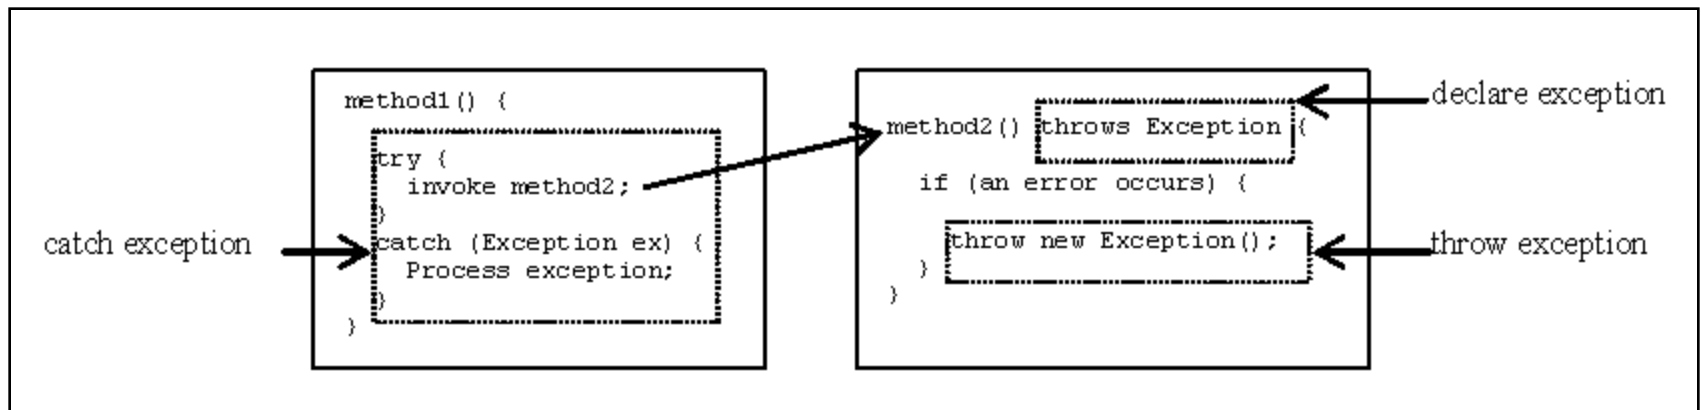 catch exception
method1() {
try {
invoke method2;
}
catch (Exception ex) {
Process exception;
}
}
method2() throws Exception {
if (an error occurs) {
throw new Exception();
}
}
declare exception
throw exception